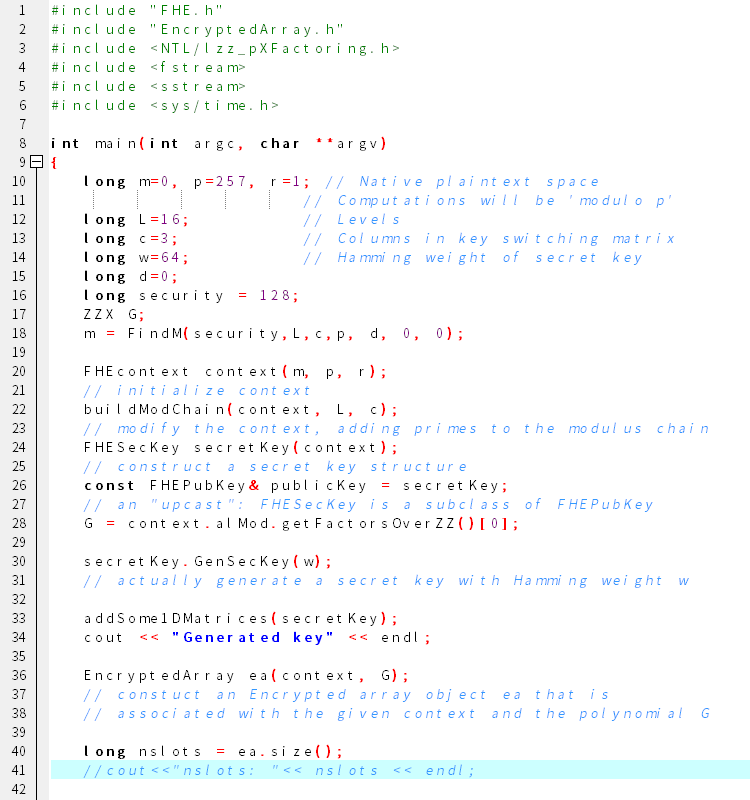 1 #include "FHE.h"
2 #include "EncryptedArray.h"
3 #include <NTL/lzz_pXFactoring.h>
4 #include <fstream>
5 #include <sstream>
6 #include <sys/time.h>
7
8 int main(int argc, char **argv)
9 {
10 long m=0, p=257, r=1; // Native plaintext space
11 // Computations will be 'modulo p'
12 long L=16; // Levels
13 long c=3; // Columns in key switching matrix
14 long w=64; // Hamming weight of secret key
15 long d=0;
16 long security = 128;
17 ZZX G;
18 m = FindM(security,L,c,p, d, 0, 0);
19
20 FHEcontext context(m, p, r);
21 // initialize context
22 buildModChain(context, L, c);
23 // modify the context, adding primes to the modulus chain
24 FHESecKey secretKey(context);
25 // construct a secret key structure
26 const FHEPubKey& publicKey = secretKey;
27 // an "upcast": FHESecKey is a subclass of FHEPubKey
28 G = context.alMod.getFactorsOverZZ()[0];
29
30 secretKey.GenSecKey(w);
31 // actually generate a secret key with Hamming weight w
32
33 addSome1DMatrices(secretKey);
34 cout << "Generated key" << endl;
35
36 EncryptedArray ea(context, G);
37 // constuct an Encrypted array object ea that is
38 // associated with the given context and the polynomial G
39
40 long nslots = ea.size();
41 //cout<<"nslots: "<< nslots << endl;
42